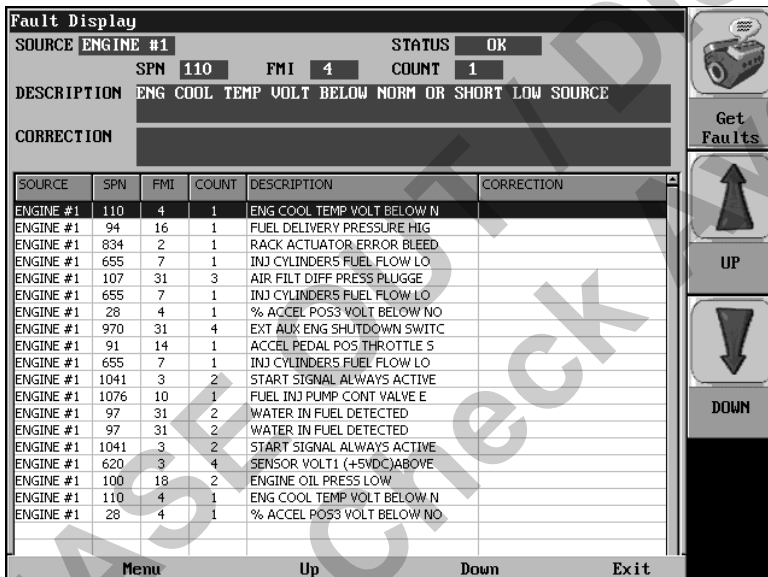 Fault Display
SOURCE ENGINE #1 STATUS OK
SPN 110 FMI 4 COUNT 1
DESCRIPTION ENG COOL TEMP VOLT BELOW NORM OR SHORT LOW SOURCE
CORRECTION
Get
Faults
SOURCE SPN FMI COUNT DESCRIPTION CORRECTION
ENGINE #1 110 4 1 ENG COOL TEMP VOLT BELOW N
ENGINE #1 94 16 1 FUEL DELIVERY PRESSURE HIG
ENGINE #1 834 2 1 RACK ACTUATOR ERROR BLEED
ENGINE #1 655 7 1 INJ CYLINDER5 FUEL FLOW LO
ENGINE #1 107 31 3 AIR FILT DIFF PRESS PLUGGE
ENGINE #1 655 7 1 INJ CYLINDER5 FUEL FLOW LO
ENGINE #1 28 4 1 % ACCEL POS3 VOLT BELOW NO
ENGINE #1 970 31 4 EXT AUX ENG SHUTDOWN SWITC
ENGINE #1 91 14 1 ACCEL PEDAL POS THROTTLE S
ENGINE #1 655 7 1 INJ CYLINDER5 FUEL FLOW LO
ENGINE #1 1041 3 2 START SIGNAL ALWAYS ACTIVE
ENGINE #1 1076 10 1 FUEL INJ PUMP CONT VALVE E
ENGINE #1 97 31 2 WATER IN FUEL DETECTED
ENGINE #1 97 31 2 WATER IN FUEL DETECTED
ENGINE #1 1041 3 2 START SIGNAL ALWAYS ACTIVE
ENGINE #1 620 3 4 SENSOR VOLT1 (+5VDC)ABOVE
ENGINE #1 100 18 2 ENGINE OIL PRESS LOW
ENGINE #1 110 4 1 ENG COOL TEMP VOLT BELOW N
ENGINE #1 28 4 1 % ACCEL POS3 VOLT BELOW NO
UP
DOWN
Menu Up Down Exit
Check